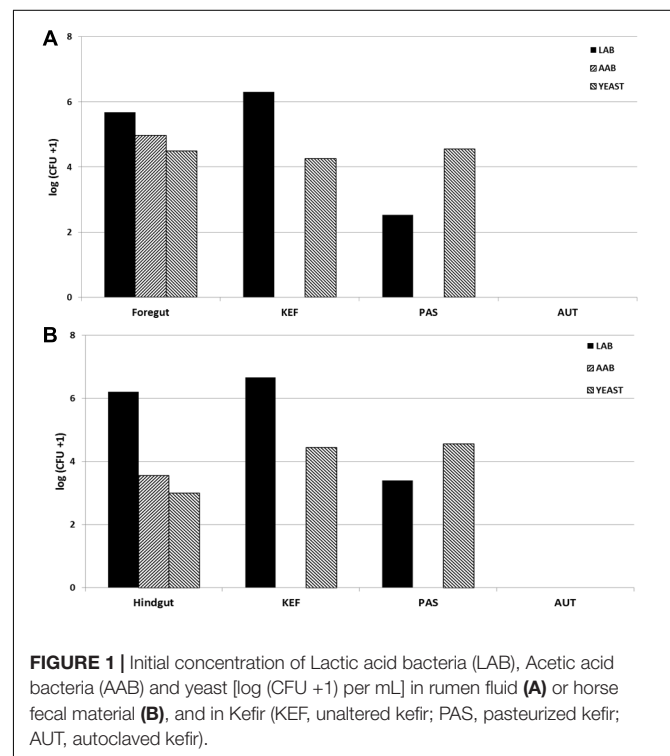 A
8
LAB
AAB
YEAST
6
4
2
0
log (CFU +1)
Foregut KEF PAS AUT
B
8
LAB
AAB
YEAST
6
4
2
0
log (CFU +1)
Hindgut KEF PAS AUT
FIGURE 1 | Initial concentration of Lactic acid bacteria (LAB), Acetic acid
bacteria (AAB) and yeast [log (CFU +1) per mL] in rumen fluid (A) or horse
fecal material (B), and in Kefir (KEF, unaltered kefir; PAS, pasteurized kefir;
AUT, autoclaved kefir).